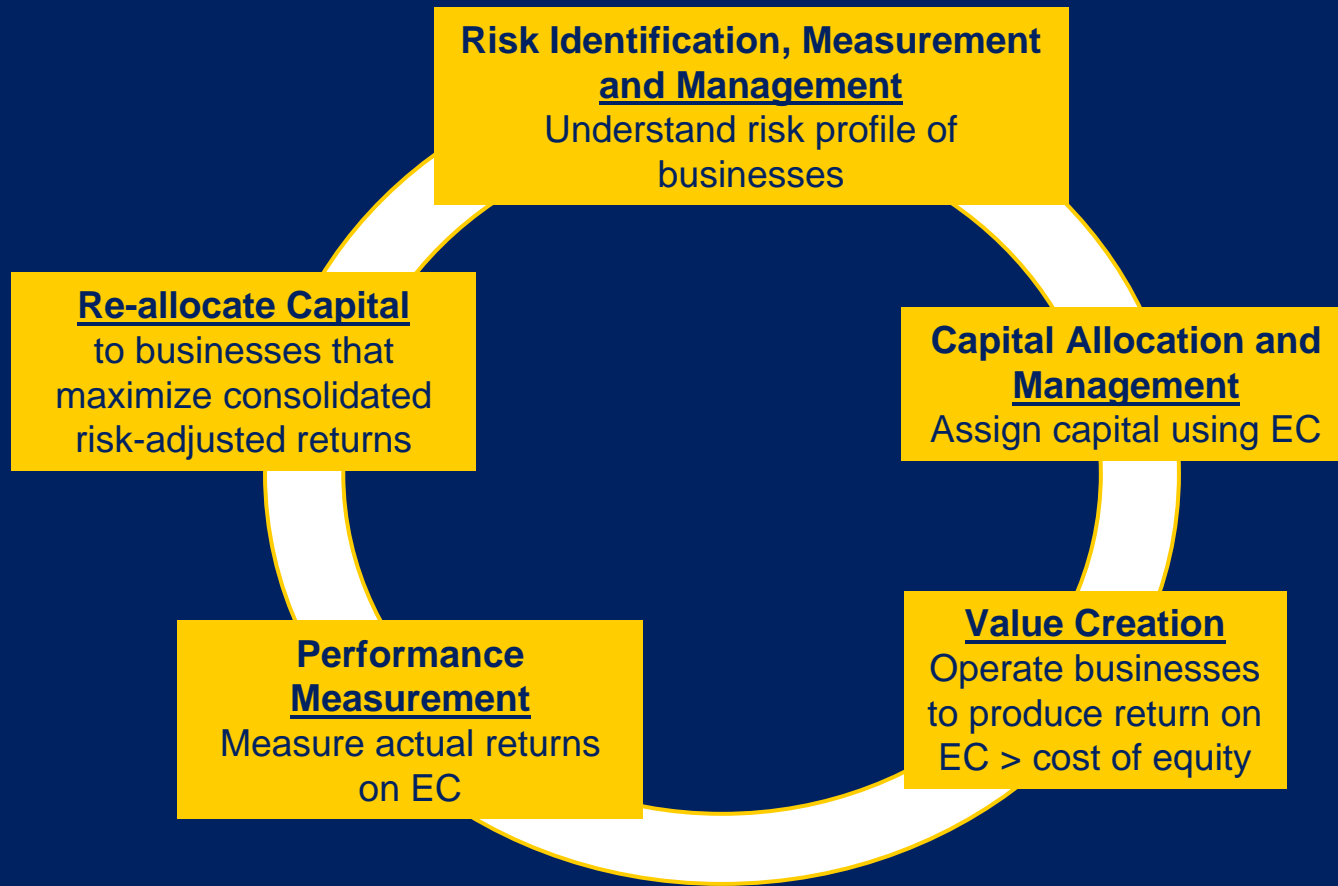 Risk Identification, Measurement
and Management
Understand risk profile of
businesses
Capital Allocation and
Management
Assign capital using EC
Value Creation
Operate businesses
to produce return on
EC > cost of equity
Performance
Measurement
Measure actual returns
on EC
Re-allocate Capital
to businesses that
maximize consolidated
risk-adjusted returns